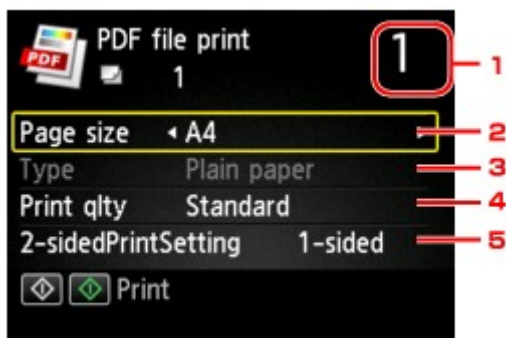 PDF file print
PDF
1
1
1
Page size A4
2
Type Plain paper
3
Print qlty Standard
4
2-sidedPrintSetting 1-sided
5
Print